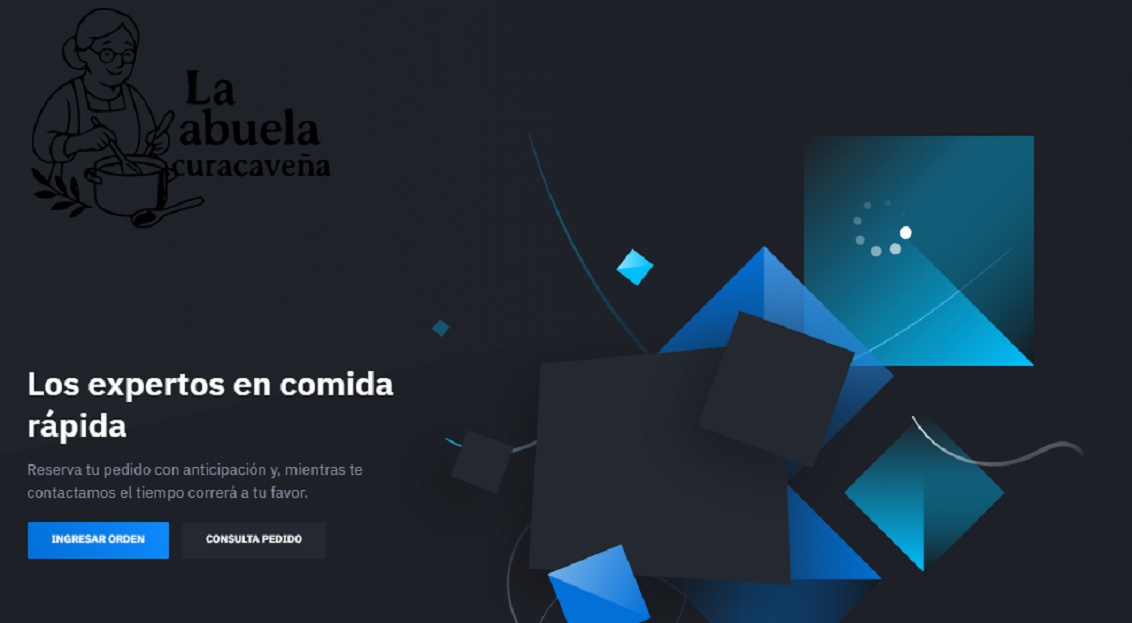 La
abuela
curacaveña
Los expertos en comida
rápida
Reserva tu pedido con anticipación y, mientras te
contactamos el tiempo correrá a tu favor.
INGRESAR ORDEN
CONSULTA PEDIDO